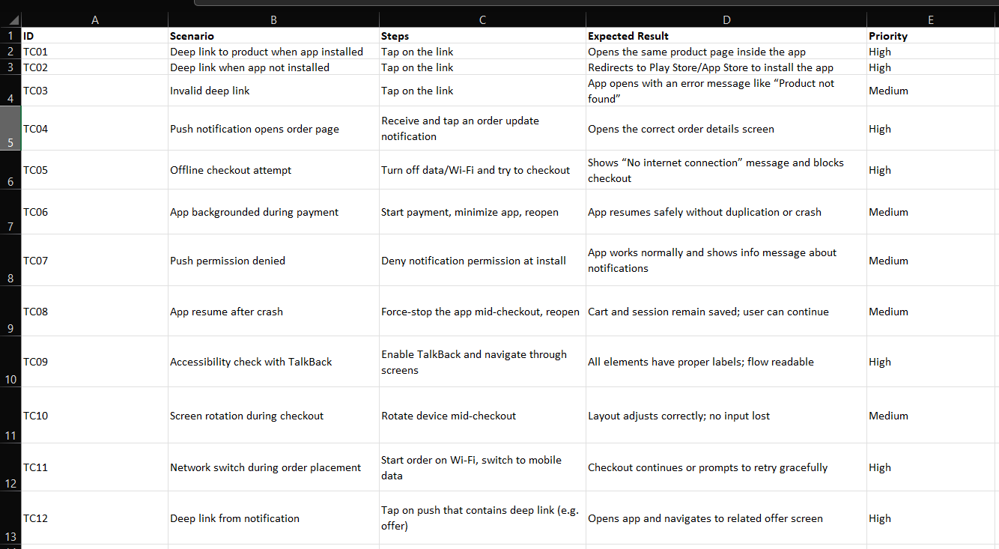 A B C D E
1 ID Scenario Steps Expected Result Priority
2 TC01 Deep link to product when app installed Tap on the link Opens the same product page inside the app High
3 TC02 Deep link when app not installed Tap on the link Redirects to Play Store/App Store to install the app High
4 TC03 Invalid deep link Tap on the link App opens with an error message like “Product not
found” Medium
5 TC04 Push notification opens order page Receive and tap an order update
notification Opens the correct order details screen High
6 TC05 Offline checkout attempt Turn off data/Wi-Fi and try to checkout Shows “No internet connection” message and blocks
checkout High
7 TC06 App backgrounded during payment Start payment, minimize app, reopen App resumes safely without duplication or crash Medium
8 TC07 Push permission denied Deny notification permission at install App works normally and shows info message about
notifications Medium
9 TC08 App resume after crash Force-stop the app mid-checkout, reopen Cart and session remain saved; user can continue Medium
10 TC09 Accessibility check with TalkBack Enable TalkBack and navigate through
screens All elements have proper labels; flow readable High
11 TC10 Screen rotation during checkout Rotate device mid-checkout Layout adjusts correctly; no input lost Medium
12 TC11 Network switch during order placement Start order on Wi-Fi, switch to mobile
data Checkout continues or prompts to retry gracefully High
13 TC12 Deep link from notification Tap on push that contains deep link (e.g.
offer) Opens app and navigates to related offer screen High